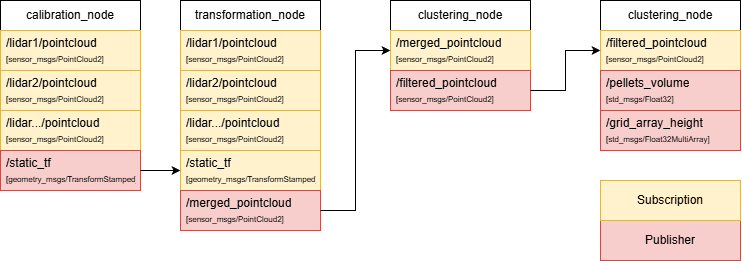 calibration_node
/lidar1/pointcloud
[sensor_msgs/PointCloud2]
/lidar2/pointcloud
[sensor_msgs/PointCloud2]
/lidar.../pointcloud
[sensor_msgs/PointCloud2]
/static_tf
[geometry_msgs/TransformStamped
transformation_node
/lidar1/pointcloud
[sensor_msgs/PointCloud2]
/lidar2/pointcloud
[sensor_msgs/PointCloud2]
/lidar.../pointcloud
[sensor_msgs/PointCloud2]
/static_tf
[geometry_msgs/TransformStamped
/merged_pointcloud
[sensor_msgs/PointCloud2]
clustering_node
/merged_pointcloud
[sensor_msgs/PointCloud2]
/filtered_pointcloud
[sensor_msgs/PointCloud2]
clustering_node
/filtered_pointcloud
[sensor_msgs/PointCloud2]
/pellets_volume
[std_msgs/Float32]
/grid_array_height
[std_msgs/Float32MultiArray]
Subscription
Publisher